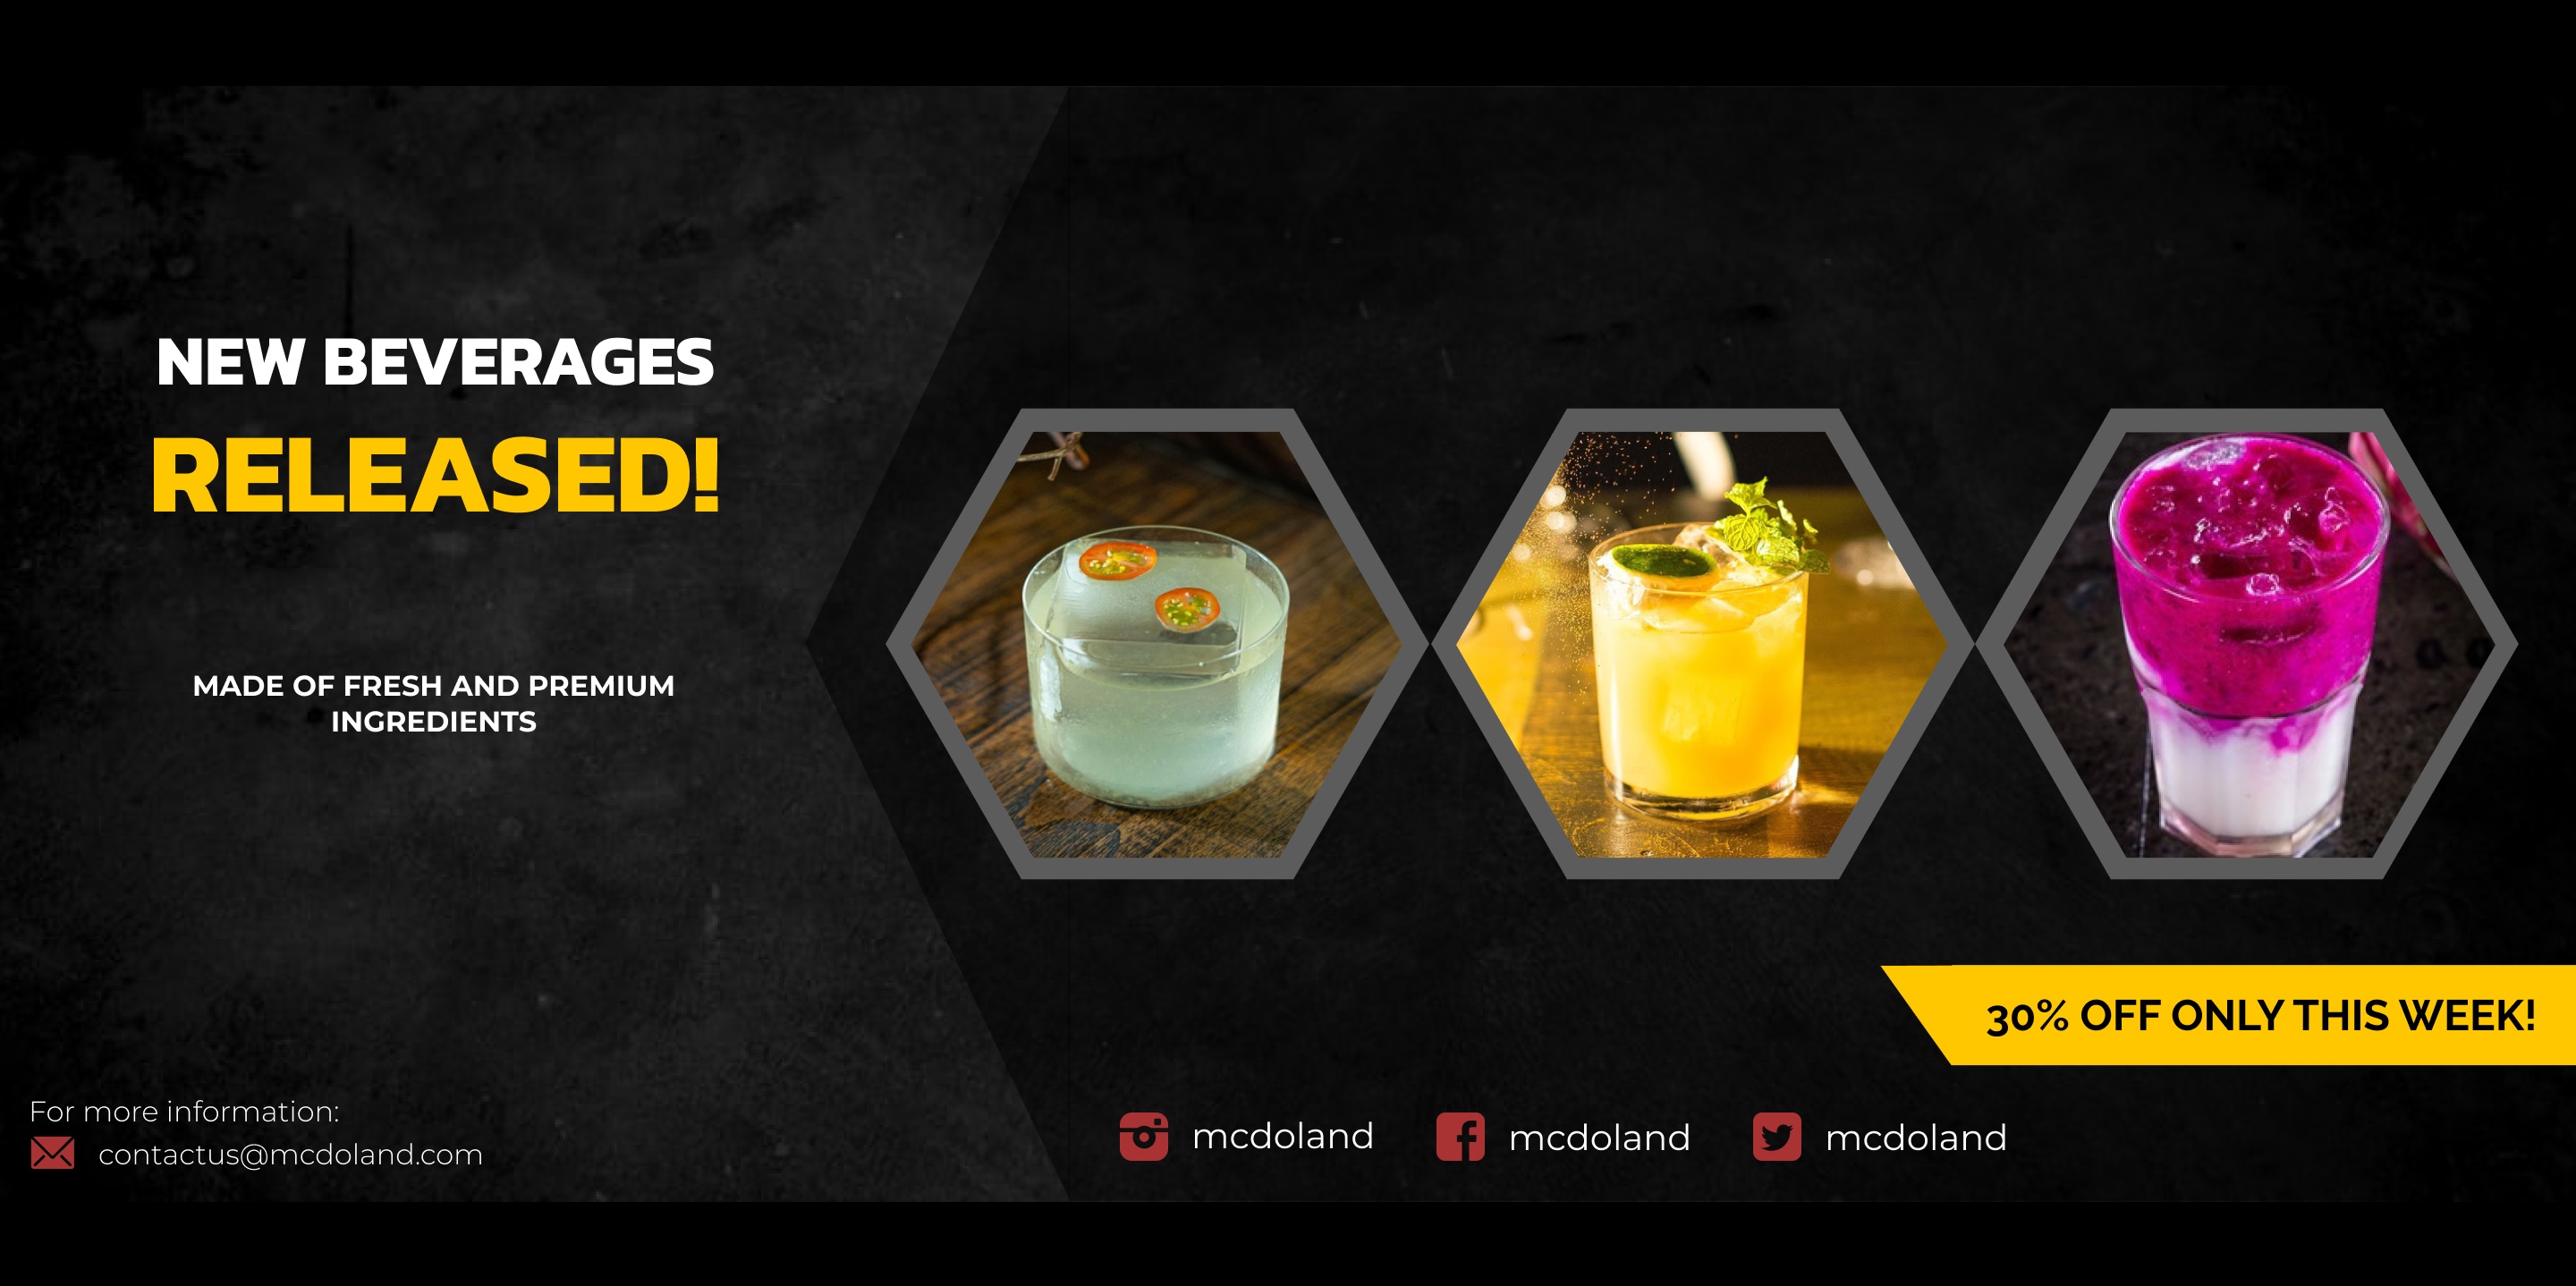 NEW BEVERAGES
RELEASED!
MADE OF FRESH AND PREMIUM
INGREDIENTS
30% OFF ONLY THIS WEEK!
For more information:
contactus@mcdoland.com
mcdoland
mcdoland
mcdoland